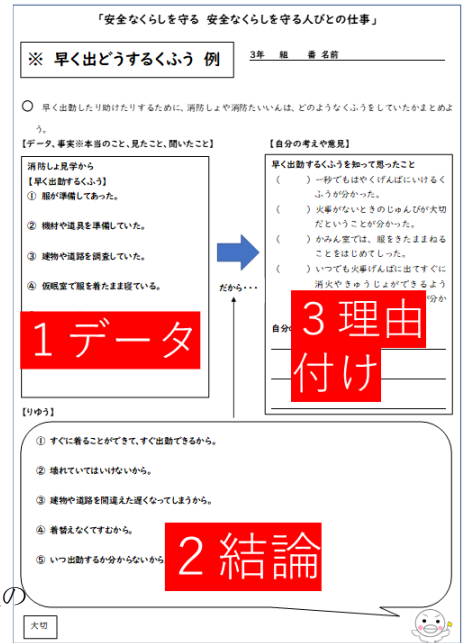 「安全なくらしを守る 安全なくらしを守る人びとの仕事」
※ 早く出どうするくふう 例
3年 組 番 名前
○ 早く出動したり助けたりするために、消防しょや消防たいいんは、どのようなくふうをしていたかまとめよ
う。
【データ、事実※本当のこと、見たこと、聞いたこと】
消防しょ見学から
【早く出動するくふう】
① 服が準備してあった。
② 機材や道具を準備していた。
③ 建物や道路を調査していた。
④ 仮眠室で服を着たまま寝ている。
1データ
だから・・・
【自分の考えや意見】
早く出動するくふうを知って思ったこと
( )一秒でもはやくげんばにいけるく
ふうが分かった。
( )火事がないときのじゅんびが大切
だということが分かった。
( )かみん室では、服をきたままねる
ことをはじめてしった。
( )いつでも火事げんばに出てすぐに
消火やきゅうじょができるよう
が分か
自分の
3理由
付け
【りゆう】
① すぐに着ることができて、すぐ出動できるから。
② 壊れていてはいけないから。
③ 建物や道路を間違えた遅くなってしまうから。
④ 着替えなくてすむから。
⑤ いつ出動するか分からないから
2結論
の
大切